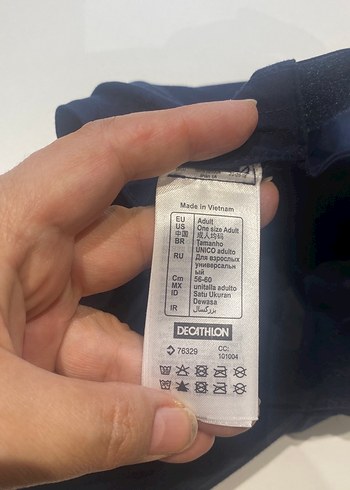 Made in Vietnam
EU Adult
US One size Adult
中国 成人均码
BR Tamanho
UNICO adulto
RU Для взрослых
универсальн
ый
Cm 56-60
MX unitalla adulto
ID Satu Ukuran
Dewasa
IR بزرگسال
DECATHLON
76329 CC:
101004